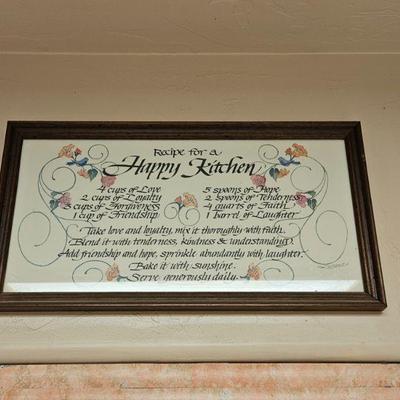 Recipe for a
Happy Kitchen
4 cups of Love
2 cups of Loyalty
3 cups of Forgiveness
1 cup of Friendship
5 spoons of Hope
2 spoons of Tenderness
4 quarts of Faith
1 barrel of Laughter
Take love and loyalty, mix it thoroughly with faith.
Blend it with tenderness, kindness & understanding.
Add friendship and hope, sprinkle abundantly with laughter.
Bake it with sunshine.
Serve generously daily.